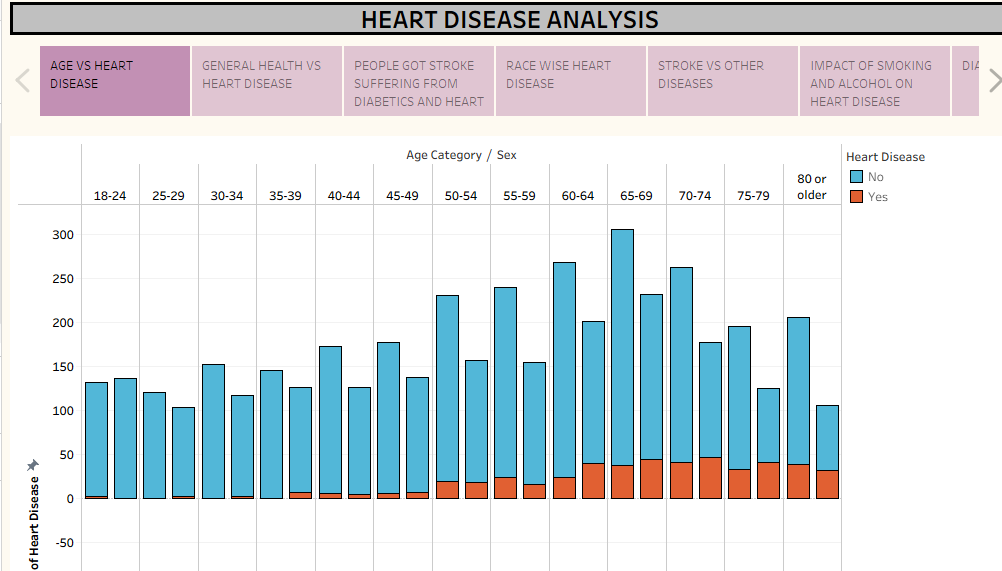 HEART DISEASE ANALYSIS
AGE VS HEART
DISEASE
GENERAL HEALTH VS
HEART DISEASE
PEOPLE GOT STROKE
SUFFERING FROM
DIABETICS AND HEART
RACE WISE HEART
DISEASE
STROKE VS OTHER
DISEASES
IMPACT OF SMOKING
AND ALCOHOL ON
HEART DISEASE
Age Category / Sex
18-24
25-29
30-34
35-39
40-44
45-49
50-54
55-59
60-64
65-69
70-74
75-79
80 or
older
Heart Disease
No
Yes
300
250
200
150
100
50
0
-50
of Heart Disease